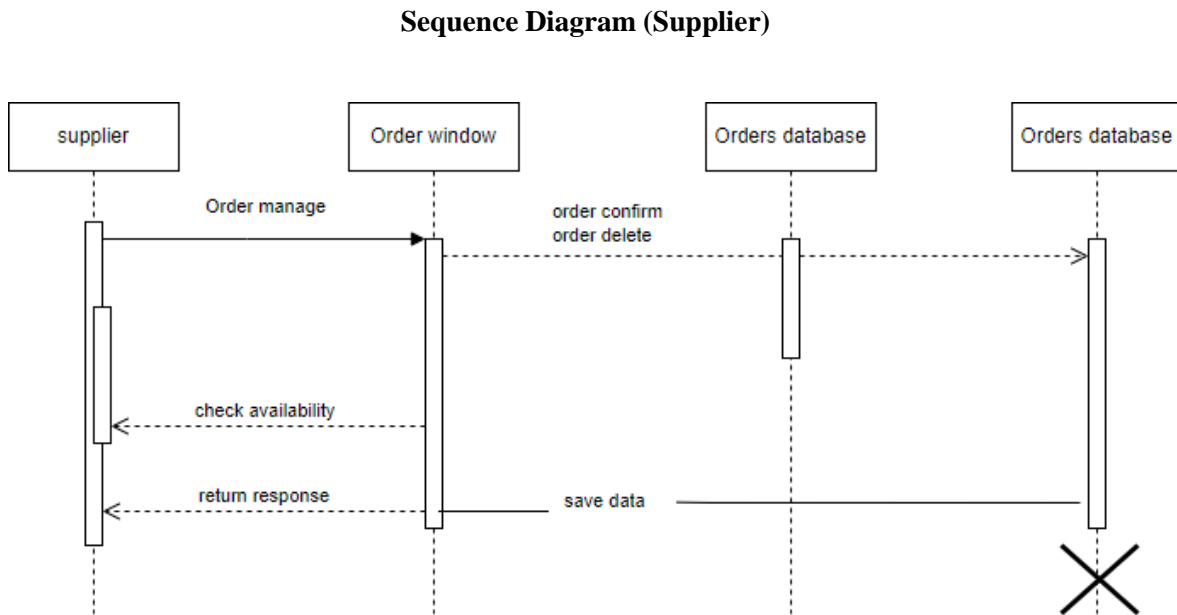 Sequence Diagram (Supplier)
supplier
Order window
Orders database
Orders database
Order manage
order confirm
order delete
check availability
return response
save data